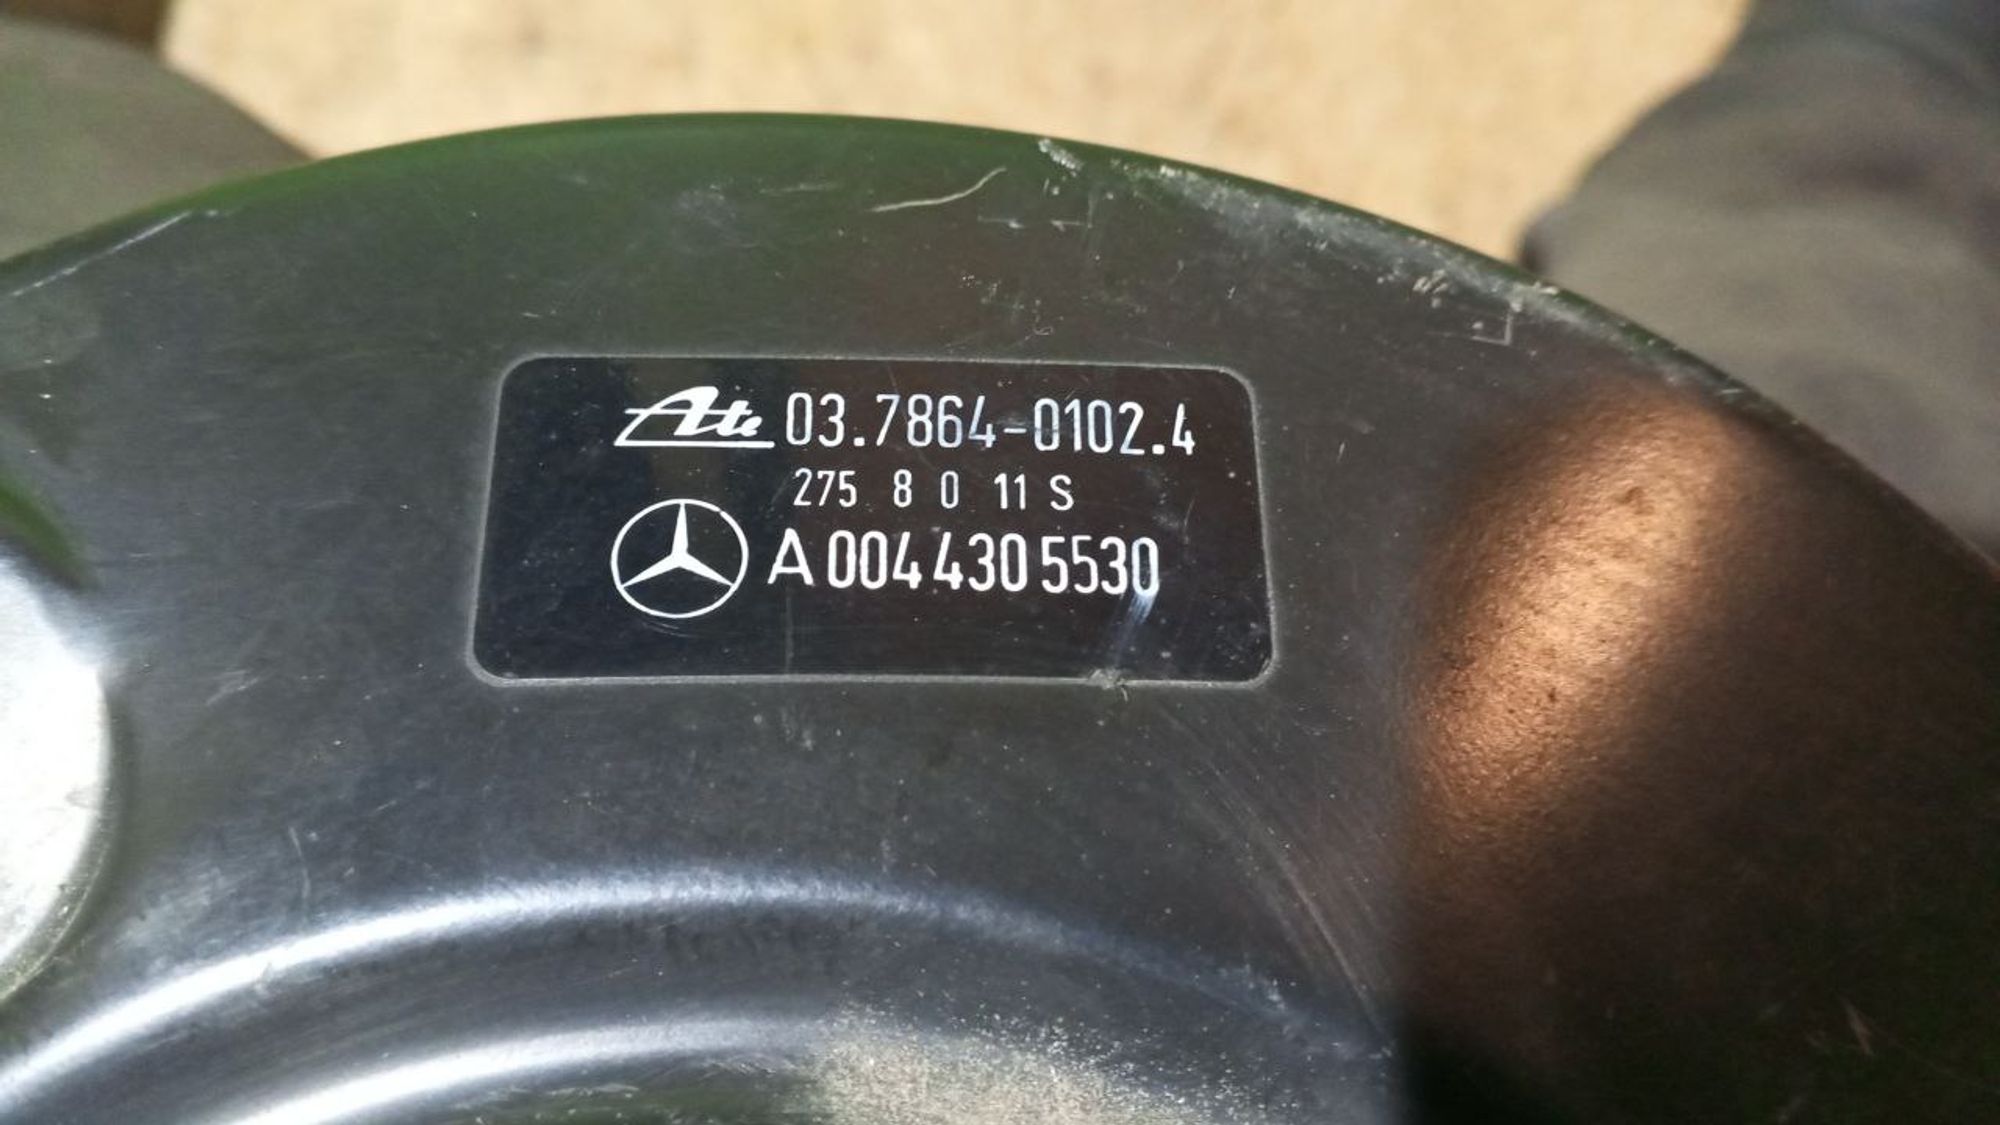 Ate 03.7864-0102.4
275 8 0 11 S
A 004 430 5530